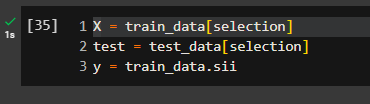 [35]
1s
1 X = train_data[selection]
2 test = test_data[selection]
3 y = train_data.sii